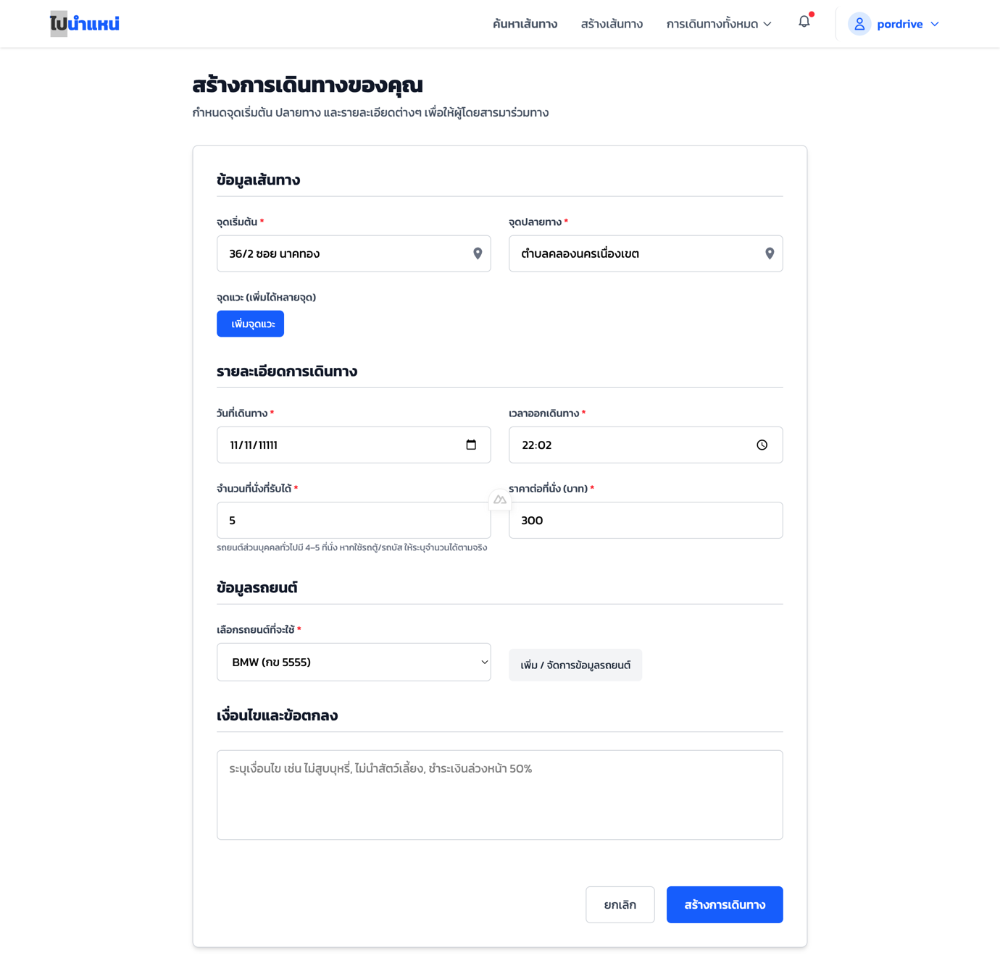 ไปนำแหน่
ค้นหาเส้นทาง
สร้างเส้นทาง
การเดินทางทั้งหมด
pordrive
สร้างการเดินทางของคุณ
กำหนดจุดเริ่มต้น ปลายทาง และรายละเอียดต่างๆ เพื่อให้ผู้โดยสารมาร่วมทาง
ข้อมูลเส้นทาง
จุดเริ่มต้น *
จุดปลายทาง *
36/2 ซอย นาคทอง
ตำบลคลองนครเนื่องเขต
จุดแวะ (เพิ่มได้หลายจุด)
เพิ่มจุดแวะ
รายละเอียดการเดินทาง
วันที่เดินทาง *
เวลาออกเดินทาง *
11/11/11111
22:02
จำนวนที่นั่งที่รับได้ *
ราคาต่อที่นั่ง (บาท) *
5
300
รถยนต์ส่วนบุคคลทั่วไปมี 4–5 ที่นั่ง หากใช้รถตู้/รถบัส ให้ระบุจำนวนได้ตามจริง
ข้อมูลรถยนต์
เลือกรถยนต์ที่จะใช้ *
BMW (กข 5555)
เพิ่ม / จัดการข้อมูลรถยนต์
เงื่อนไขและข้อตกลง
ระบุเงื่อนไข เช่น ไม่สูบบุหรี่, ไม่นำสัตว์เลี้ยง, ชำระเงินล่วงหน้า 50%
ยกเลิก
สร้างการเดินทาง